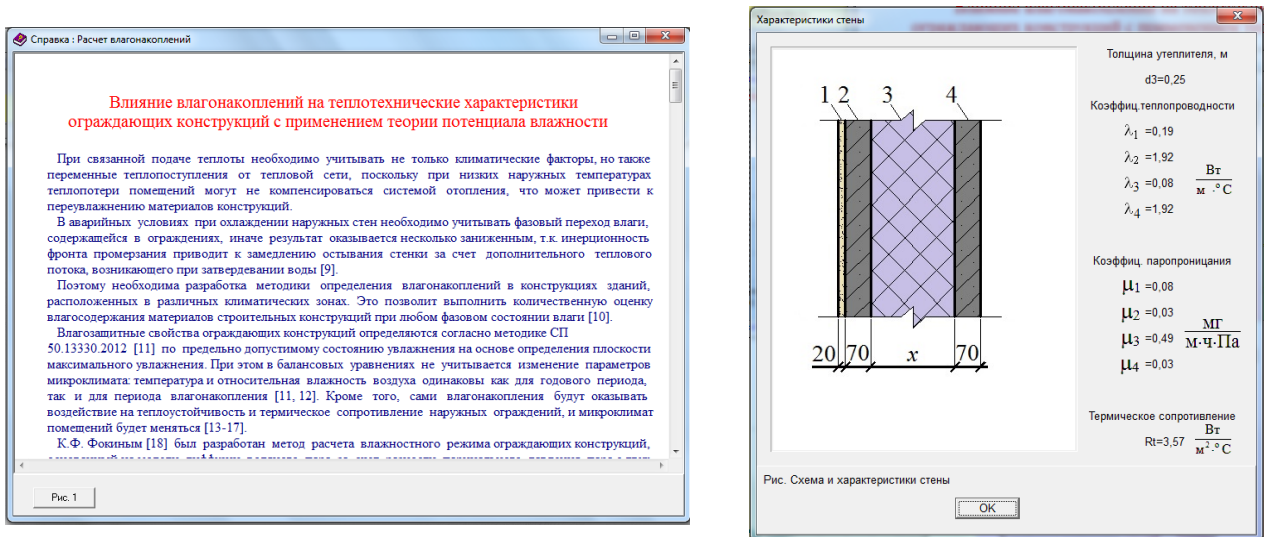 Справка : Расчет влагонакоплений
Влияние влагонакоплений на теплотехнические характеристики
ограждающих конструкций с применением теории потенциала влажности
При связанной подаче теплоты необходимо учитывать не только климатические факторы, но также
переменные теплопоступления от тепловой сети, поскольку при низких наружных температурах
теплопотери помещений могут не компенсироваться системой отопления, что может привести к
переувлажнению материалов конструкций.
В аварийных условиях при охлаждении наружных стен необходимо учитывать фазовый переход влаги,
содержащейся в ограждениях, иначе результат оказывается несколько заниженным, т.к. инерционность
фронта промерзания приводит к замедлению остывания стенки за счет дополнительного теплового
потока, возникающего при затвердевании воды [9].
Поэтому необходима разработка методики определения влагонакоплений в конструкциях зданий,
расположенных в различных климатических зонах. Это позволит выполнить количественную оценку
влагосодержания материалов строительных конструкций при любом фазовом состоянии влаги [10].
Влагозащитные свойства ограждающих конструкций определяются согласно методике СП
50.13330.2012 [11] по предельно допустимому состоянию увлажнения на основе определения плоскости
максимального увлажнения. При этом в балансовых уравнениях не учитывается изменение параметров
микроклимата: температура и относительная влажность воздуха одинаковы как для годового периода,
так и для периода влагонакопления [11, 12]. Кроме того, сами влагонакопления будут оказывать
воздействие на теплоустойчивость и термическое сопротивление наружных ограждений, и микроклимат
помещений будет меняться [13-17].
К.Ф. Фокиным [18] был разработан метод расчета влажностного режима ограждающих конструкций,
Рис. 1
Характеристики стены
1 2 3 4
20 70 x 70
Толщина утеплителя, м
d3=0,25
Коэффиц.теплопроводности
λ1 =0,19
λ2 =1,92
λ3 =0,08 Вт
м ·°С
λ4 =1,92
Коэффиц. паропроницания
μ1 =0,08
μ2 =0,03
μ3 =0,49 мг
м·ч·Па
μ4 =0,03
Термическое сопротивление
Rt=3,57 Вт
м²·°С
Рис. Схема и характеристики стены
OK